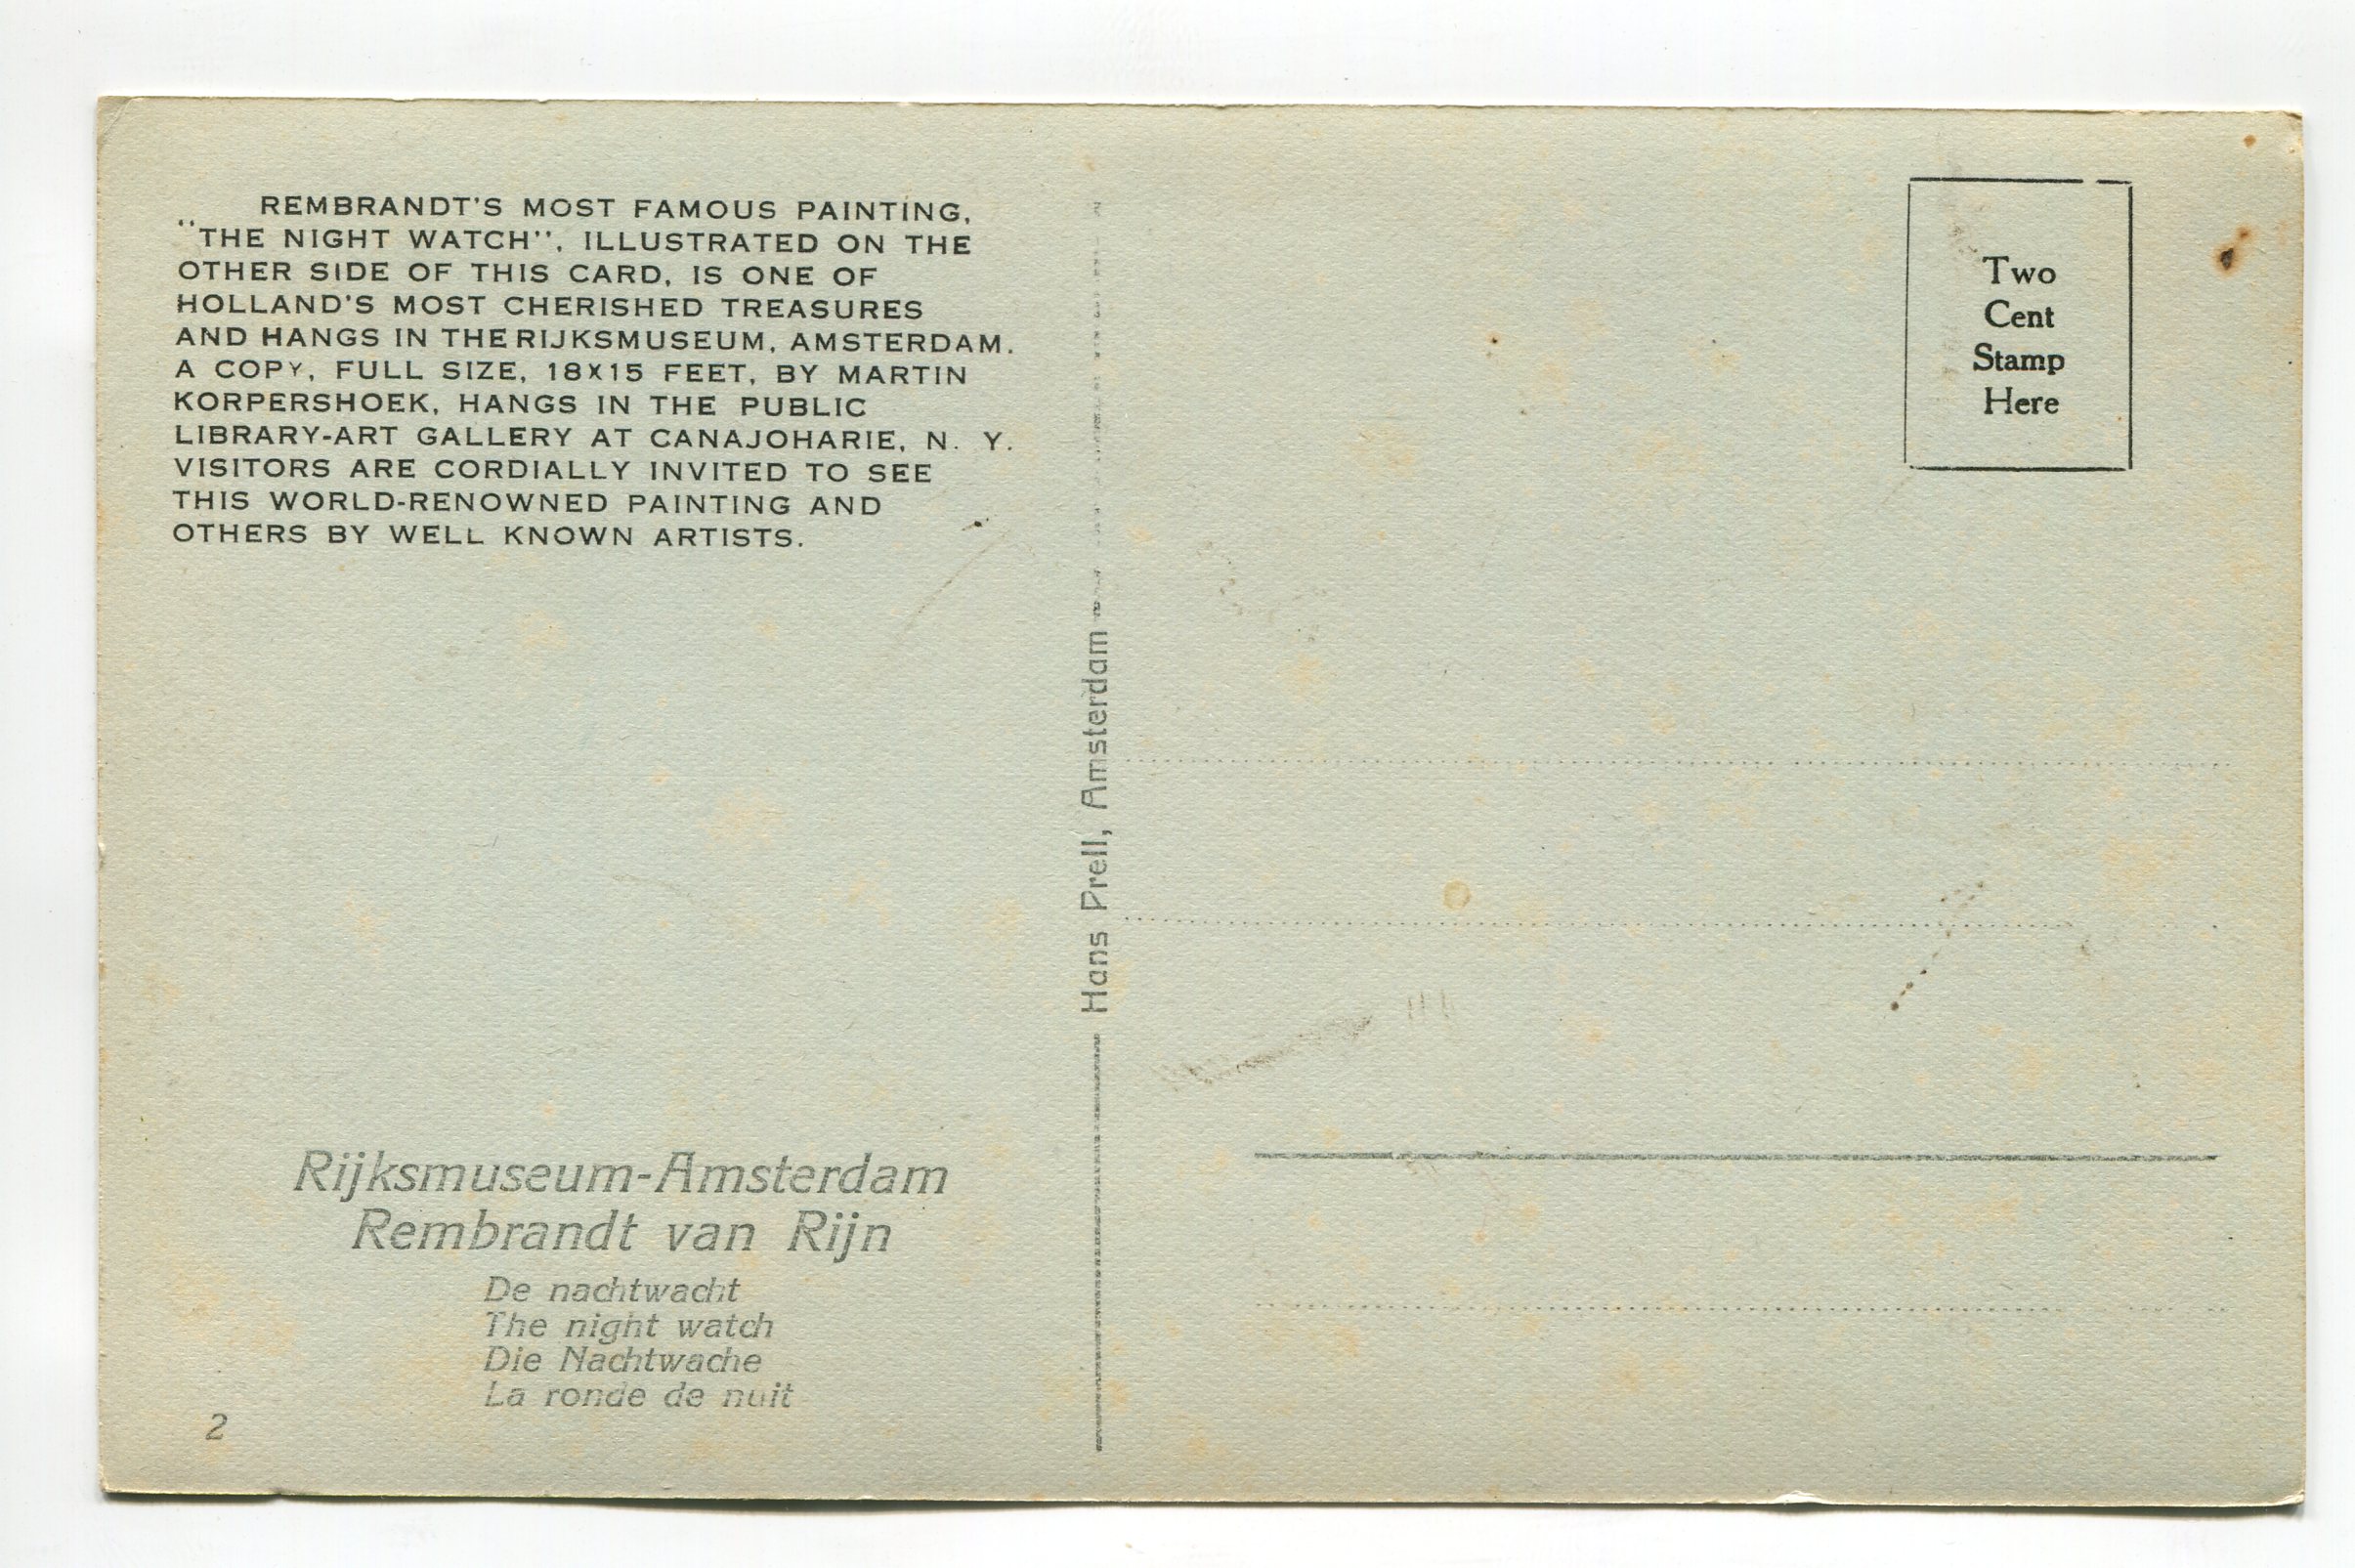 REMBRANDT'S MOST FAMOUS PAINTING,
"THE NIGHT WATCH", ILLUSTRATED ON THE
OTHER SIDE OF THIS CARD, IS ONE OF
HOLLAND'S MOST CHERISHED TREASURES
AND HANGS IN THE RIJKSMUSEUM, AMSTERDAM.
A COPY, FULL SIZE, 18X15 FEET, BY MARTIN
KORPERSHOEK, HANGS IN THE PUBLIC
LIBRARY-ART GALLERY AT CANAJOHARIE, N. Y.
VISITORS ARE CORDIALLY INVITED TO SEE
THIS WORLD-RENOWNED PAINTING AND
OTHERS BY WELL KNOWN ARTISTS.
Rijksmuseum-Amsterdam
Rembrandt van Rijn
De nachtwacht
The night watch
Die Nachtwache
La ronde de nuit
2
Hans Prell, Amsterdam
Two
Cent
Stamp
Here